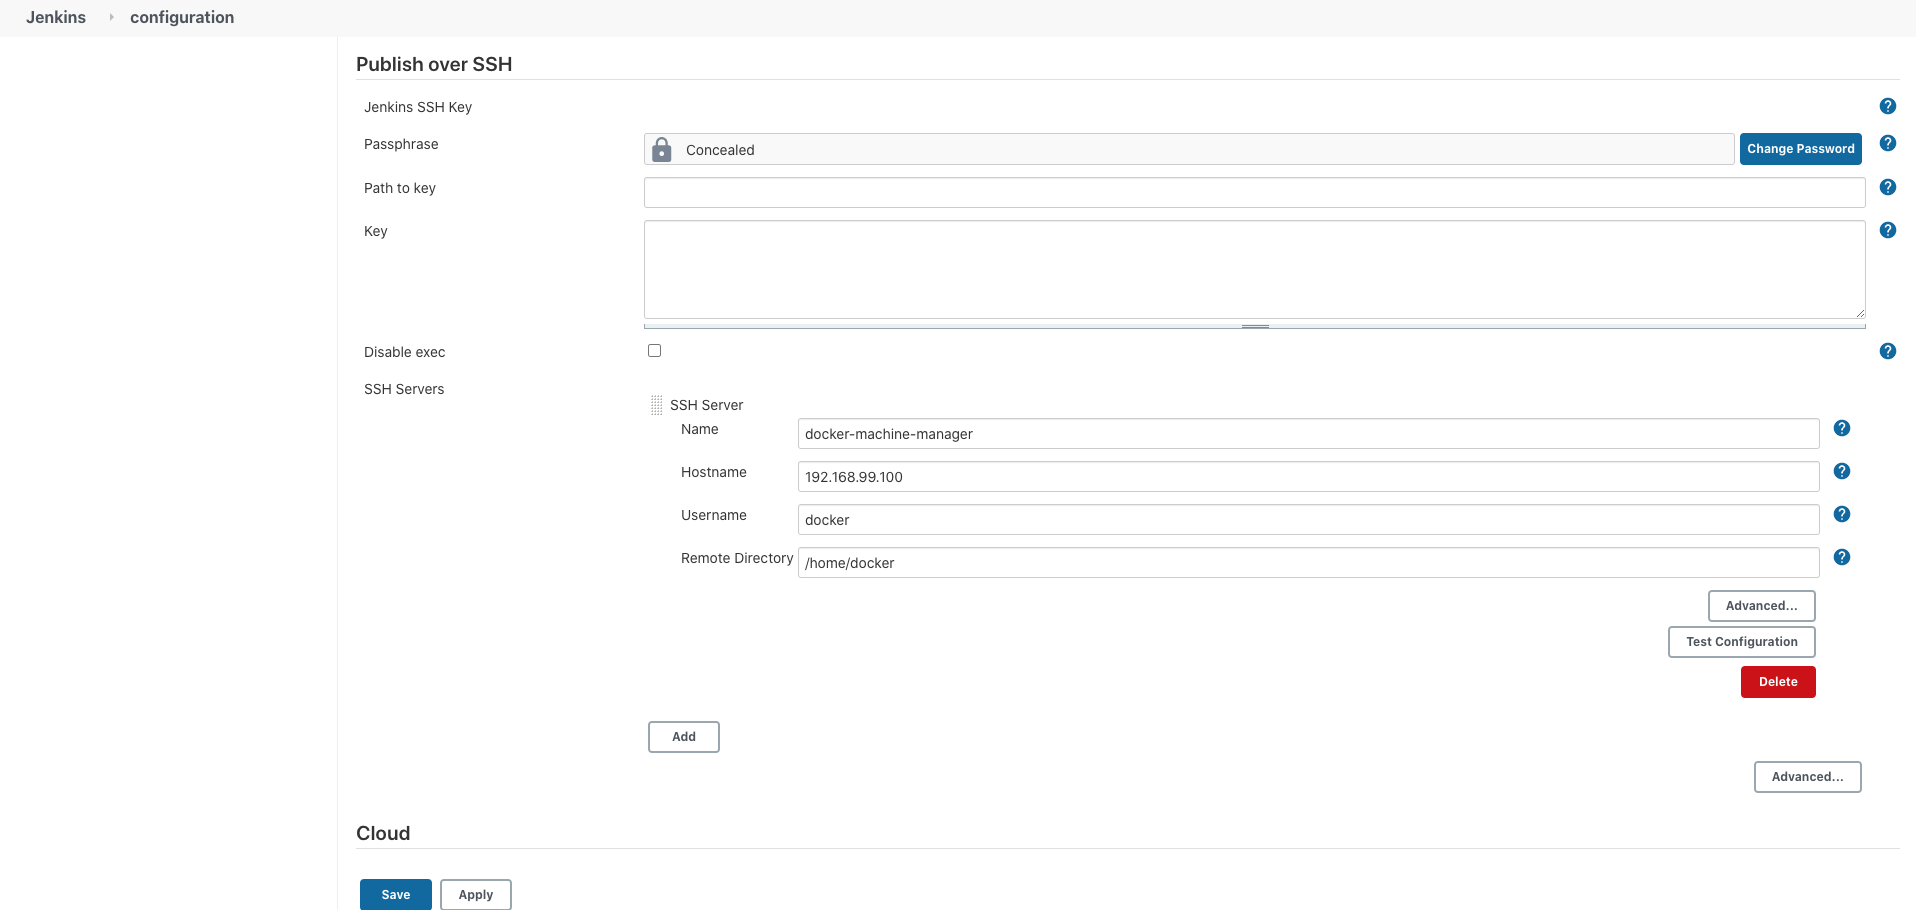 Jenkins configuration
Publish over SSH
Jenkins SSH Key
Passphrase
Concealed
Change Password
Path to key
Key
Disable exec
SSH Servers
SSH Server
Name
docker-machine-manager
Hostname
192.168.99.100
Username
docker
Remote Directory
/home/docker
Advanced...
Test Configuration
Delete
Add
Advanced...
Cloud
Save
Apply